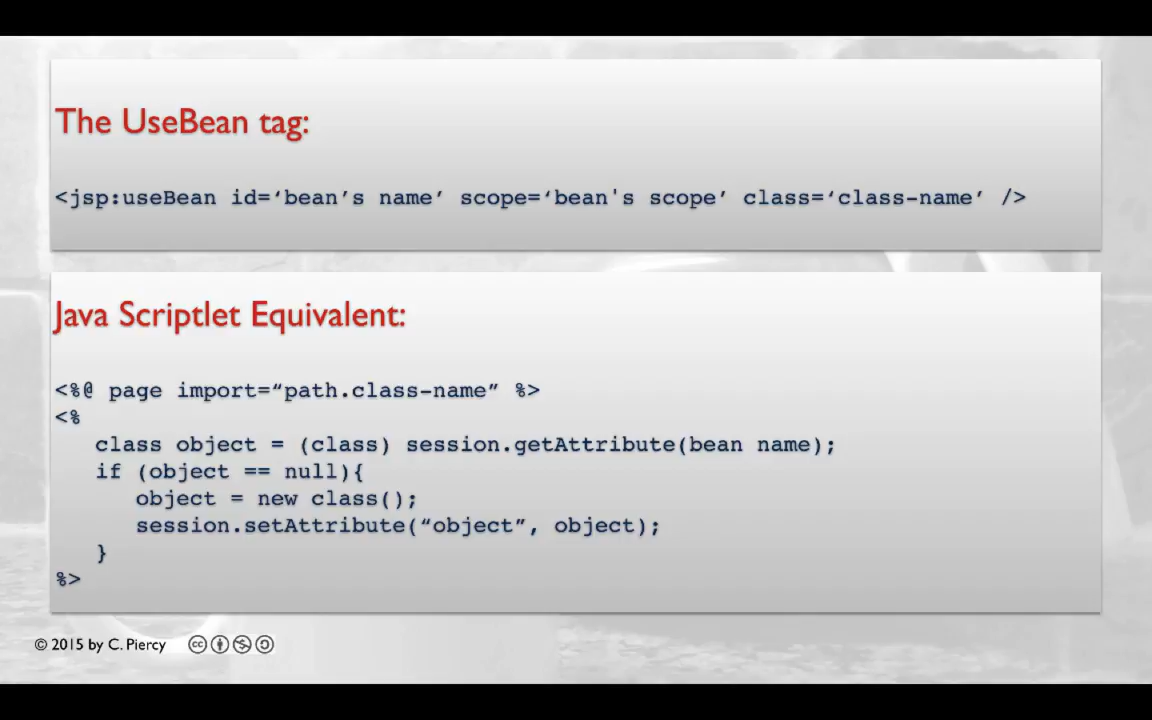 The UseBean tag:
<jsp:useBean id=‘bean’s name’ scope=‘bean's scope’ class=‘class-name’ />
Java Scriptlet Equivalent:
<%@ page import=“path.class-name” %>
<%
class object = (class) session.getAttribute(bean name);
if (object == null){
object = new class();
session.setAttribute(“object”, object);
}
%>
© 2015 by C. Piercy